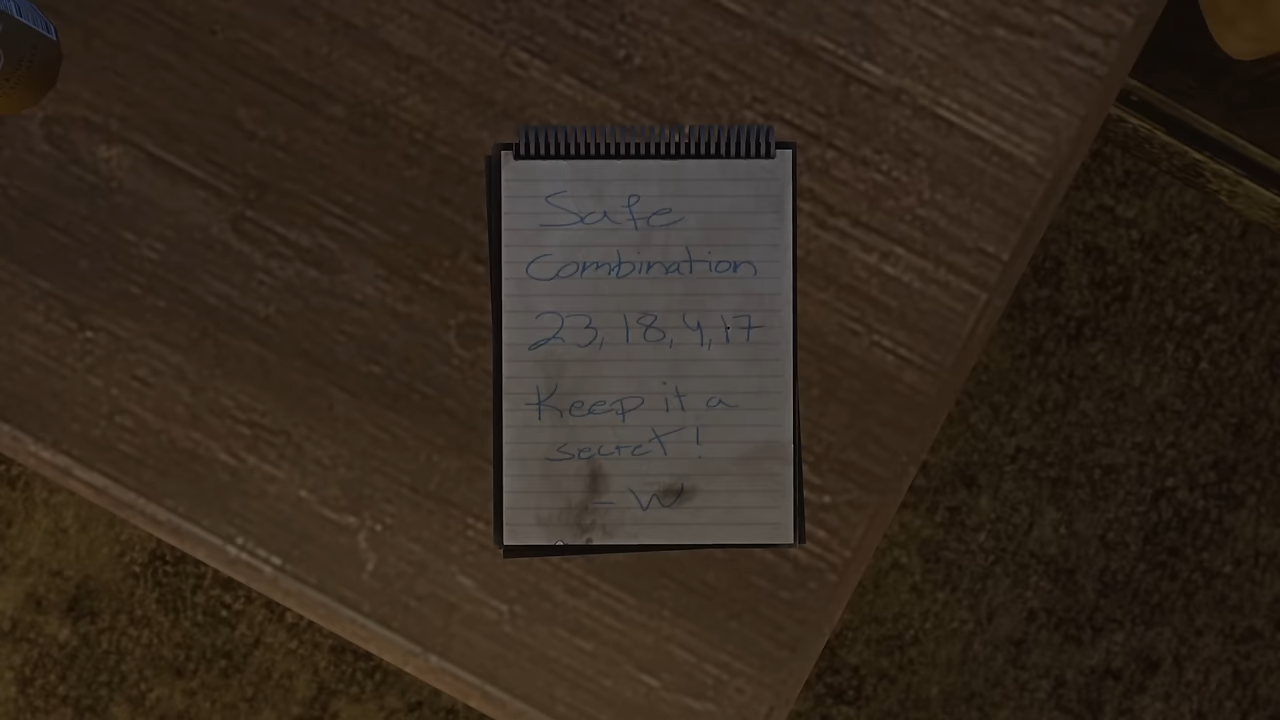 Safe
Combination
23, 18, 4, 17
Keep it a
secret!
- W